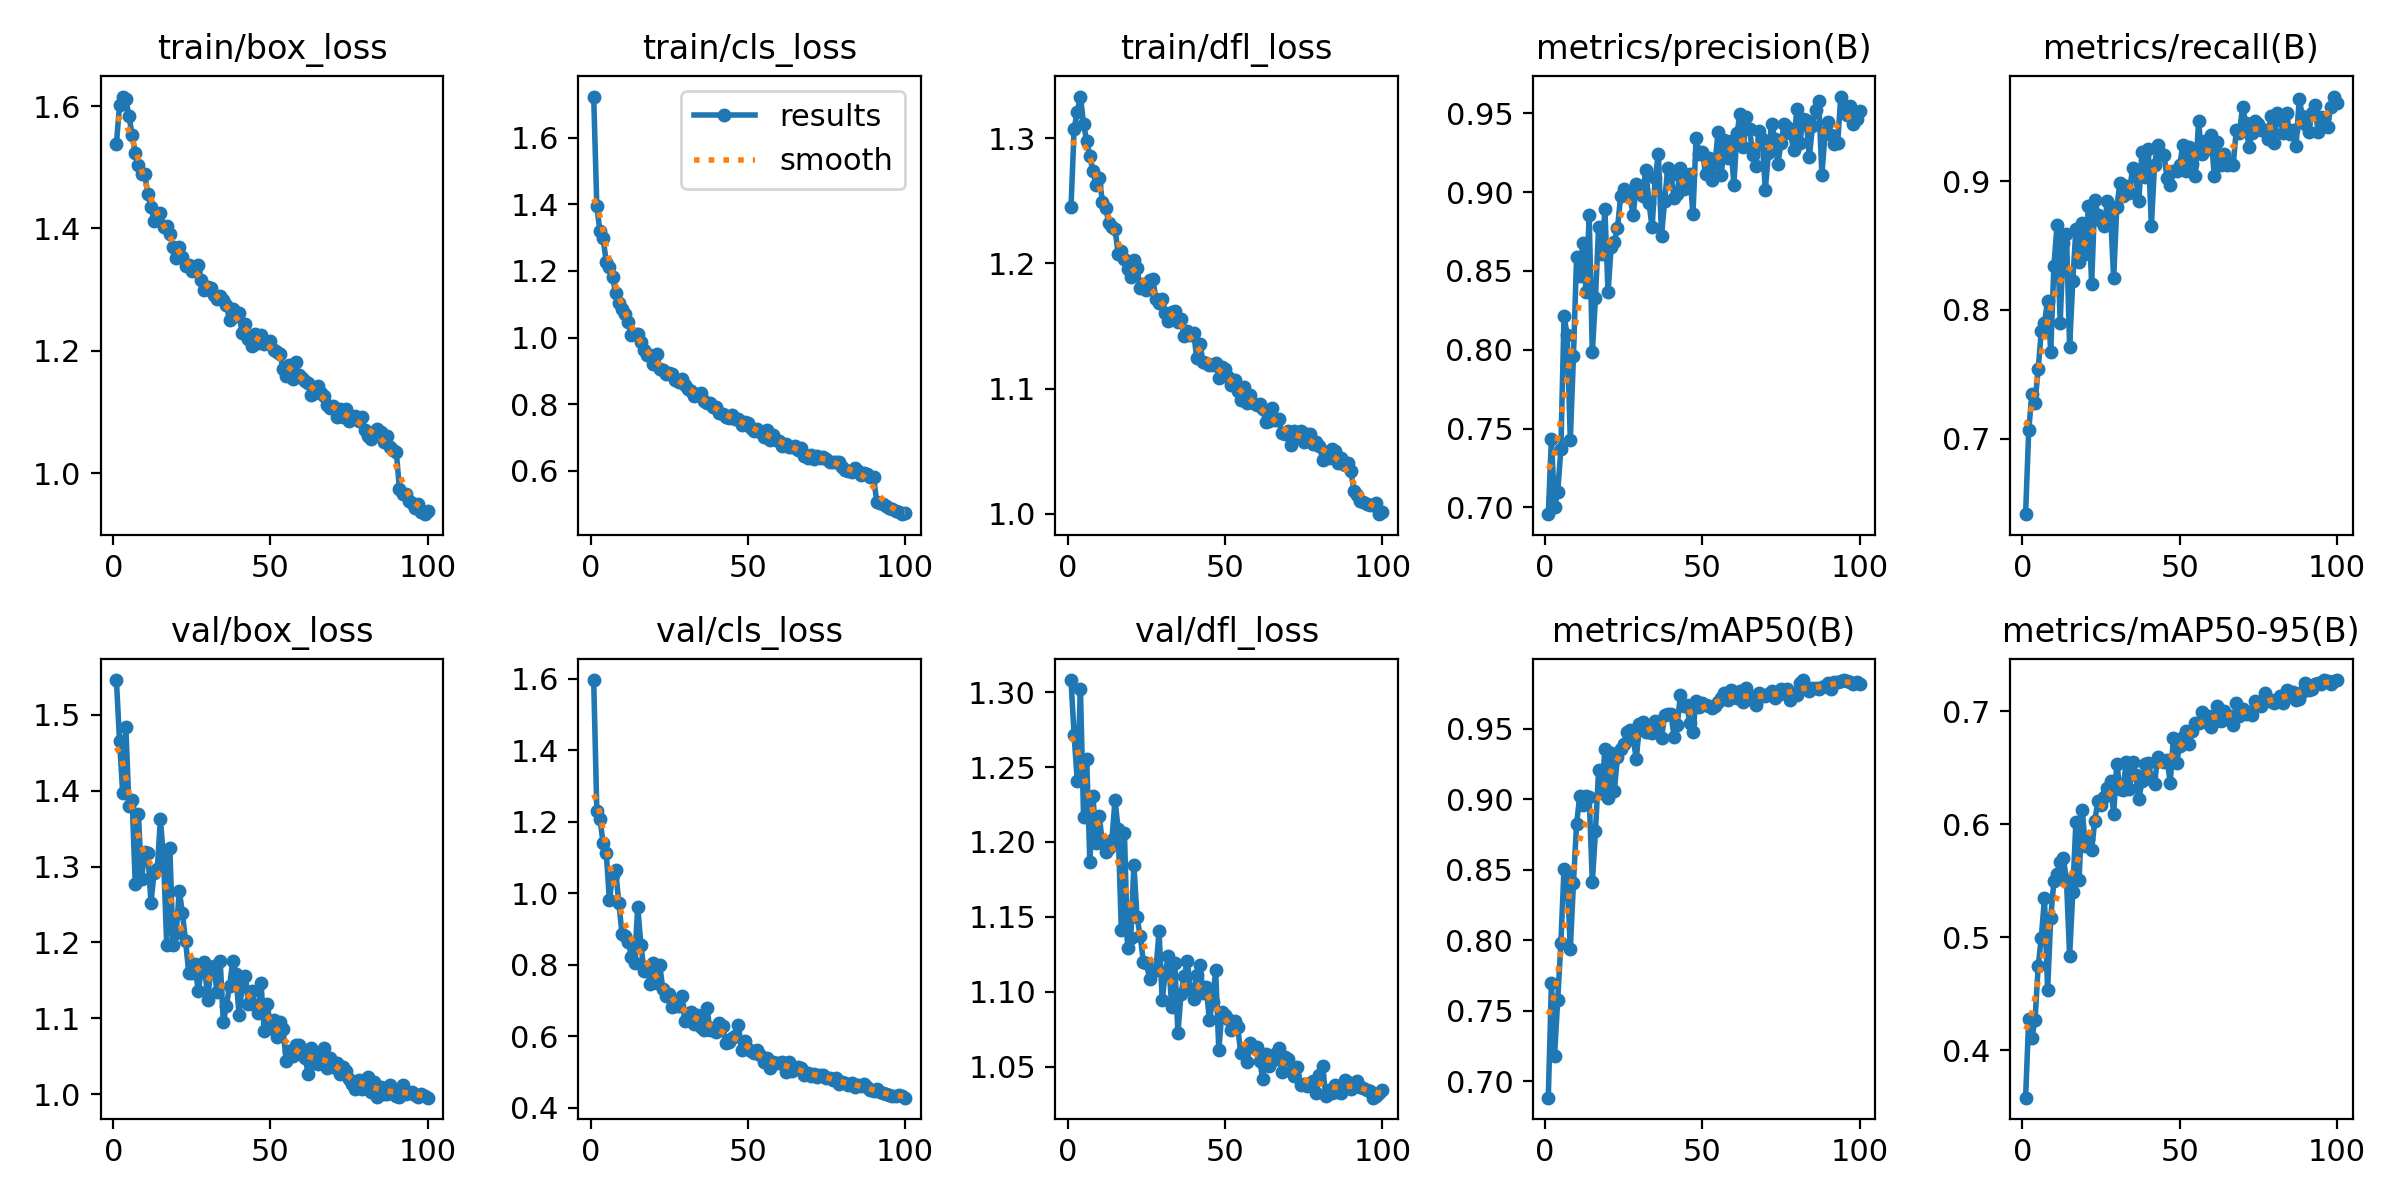 train/box_loss
1.6
1.4
1.2
1.0
0 50 100
train/cls_loss
results
smooth
1.6
1.4
1.2
1.0
0.8
0.6
0 50 100
train/dfl_loss
1.3
1.2
1.1
1.0
0 50 100
metrics/precision(B)
0.95
0.90
0.85
0.80
0.75
0.70
0 50 100
metrics/recall(B)
0.9
0.8
0.7
0 50 100
val/box_loss
1.5
1.4
1.3
1.2
1.1
1.0
0 50 100
val/cls_loss
1.6
1.4
1.2
1.0
0.8
0.6
0.4
0 50 100
val/dfl_loss
1.30
1.25
1.20
1.15
1.10
1.05
0 50 100
metrics/mAP50(B)
0.95
0.90
0.85
0.80
0.75
0.70
0 50 100
metrics/mAP50-95(B)
0.7
0.6
0.5
0.4
0 50 100